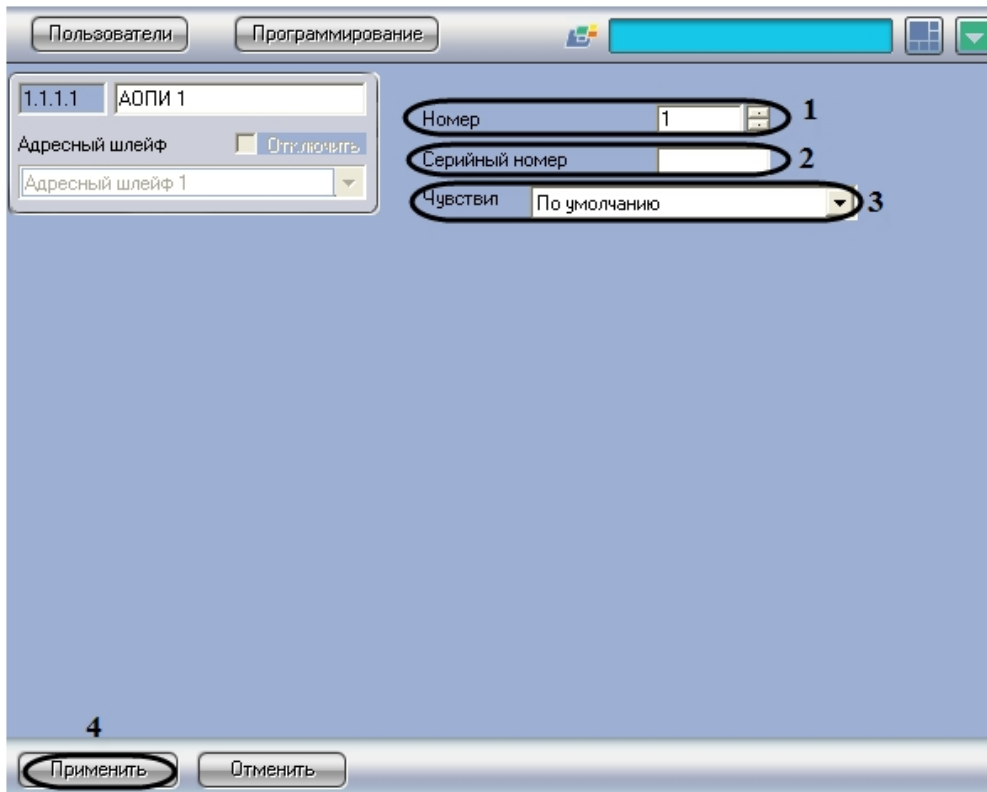 Пользователи Программирование
1.1.1.1 АОПИ 1
Адресный шлейф Отключить
Адресный шлейф 1
Номер 1 1
Серийный номер 2
Чувствит По умолчанию 3
4
Применить Отменить